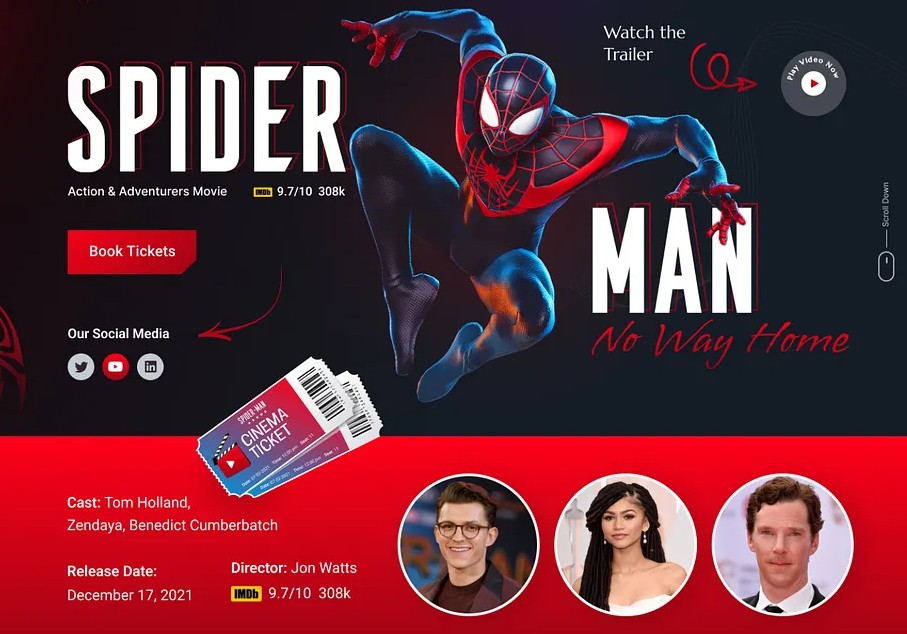 Watch the
Trailer
Play Video Now
SPIDER
Action & Adventurers Movie
IMDb 9.7/10 308k
Book Tickets
MAN
No Way Home
Scroll Down
Our Social Media
in
SPIDER-MAN
CINEMA
TICKET
Cast: Tom Holland,
Zendaya, Benedict Cumberbatch
Release Date:
December 17, 2021
Director: Jon Watts
IMDb 9.7/10 308k